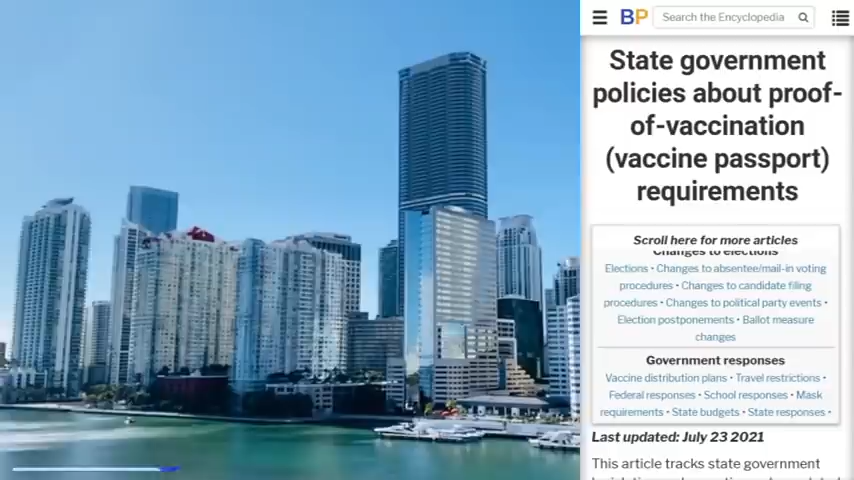 BP
Search the Encyclopedia
State government
policies about proof-
of-vaccination
(vaccine passport)
requirements
Scroll here for more articles
Changes to elections
Elections • Changes to absentee/mail-in voting
procedures • Changes to candidate filing
procedures • Changes to political party events •
Election postponements • Ballot measure
changes
Government responses
Vaccine distribution plans • Travel restrictions •
Federal responses • School responses • Mask
requirements • State budgets • State responses •
Last updated: July 23 2021
This article tracks state government